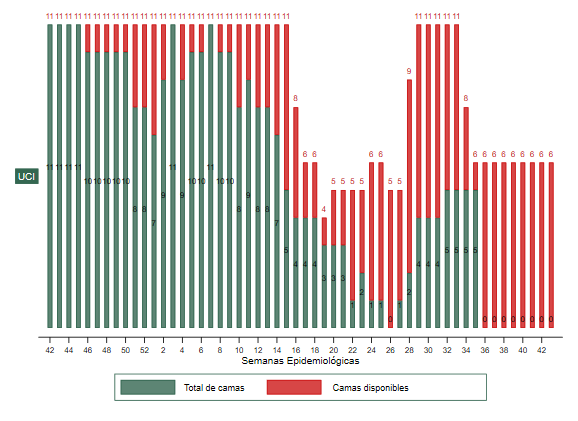 11 11 11 11 11 11 11 11 11 11 11 11 11 11 11 11 11 11 11 11 11 11 11 11 11 11 11 11 11 11 11
9
8 8
6 6 6 6 6 6 6 6 6 6 6 6 6
11 11 11 11 11 11
UCI
10 10 10 10 10 10 10 10 10 5 5 5 5 5 5
9 9 9
8 8 8 8 8 4
7 7
5 5 5 5 5
4 4 4 4 4 4
3 3 3 2
2
1 1 1 1
0 0 0 0 0 0 0 0 0
42 44 46 48 50 52 2 4 6 8 10 12 14 16 18 20 22 24 26 28 30 32 34 36 38 40 42
Semanas Epidemiológicas
Total de camas Camas disponibles